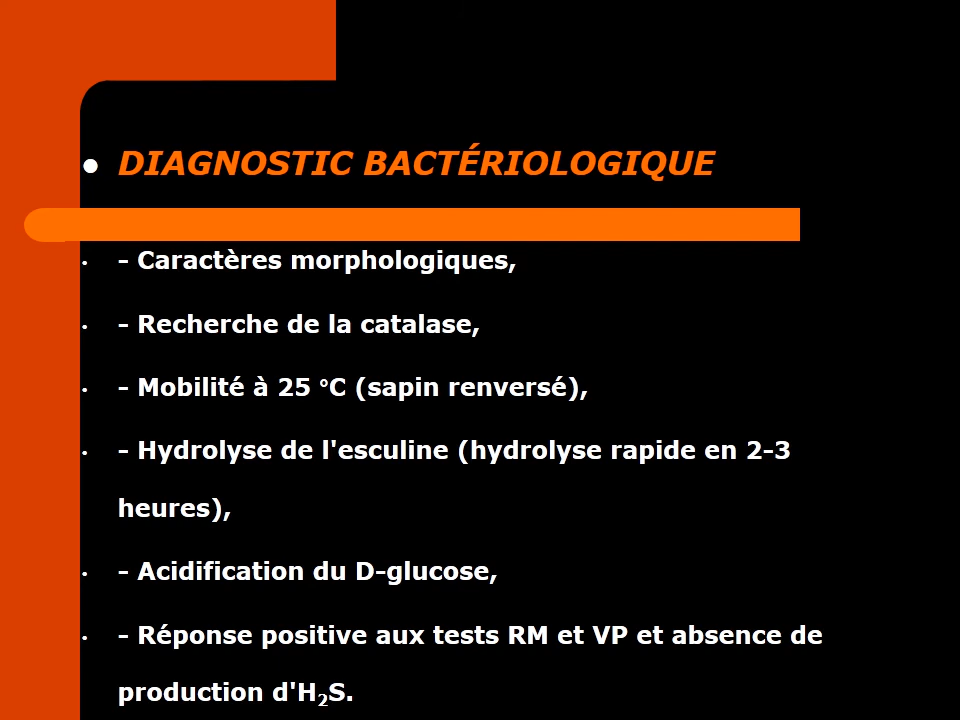 • DIAGNOSTIC BACTÉRIOLOGIQUE
• - Caractères morphologiques,
• - Recherche de la catalase,
• - Mobilité à 25 °C (sapin renversé),
• - Hydrolyse de l'esculine (hydrolyse rapide en 2-3
heures),
• - Acidification du D-glucose,
• - Réponse positive aux tests RM et VP et absence de
production d'H₂S.